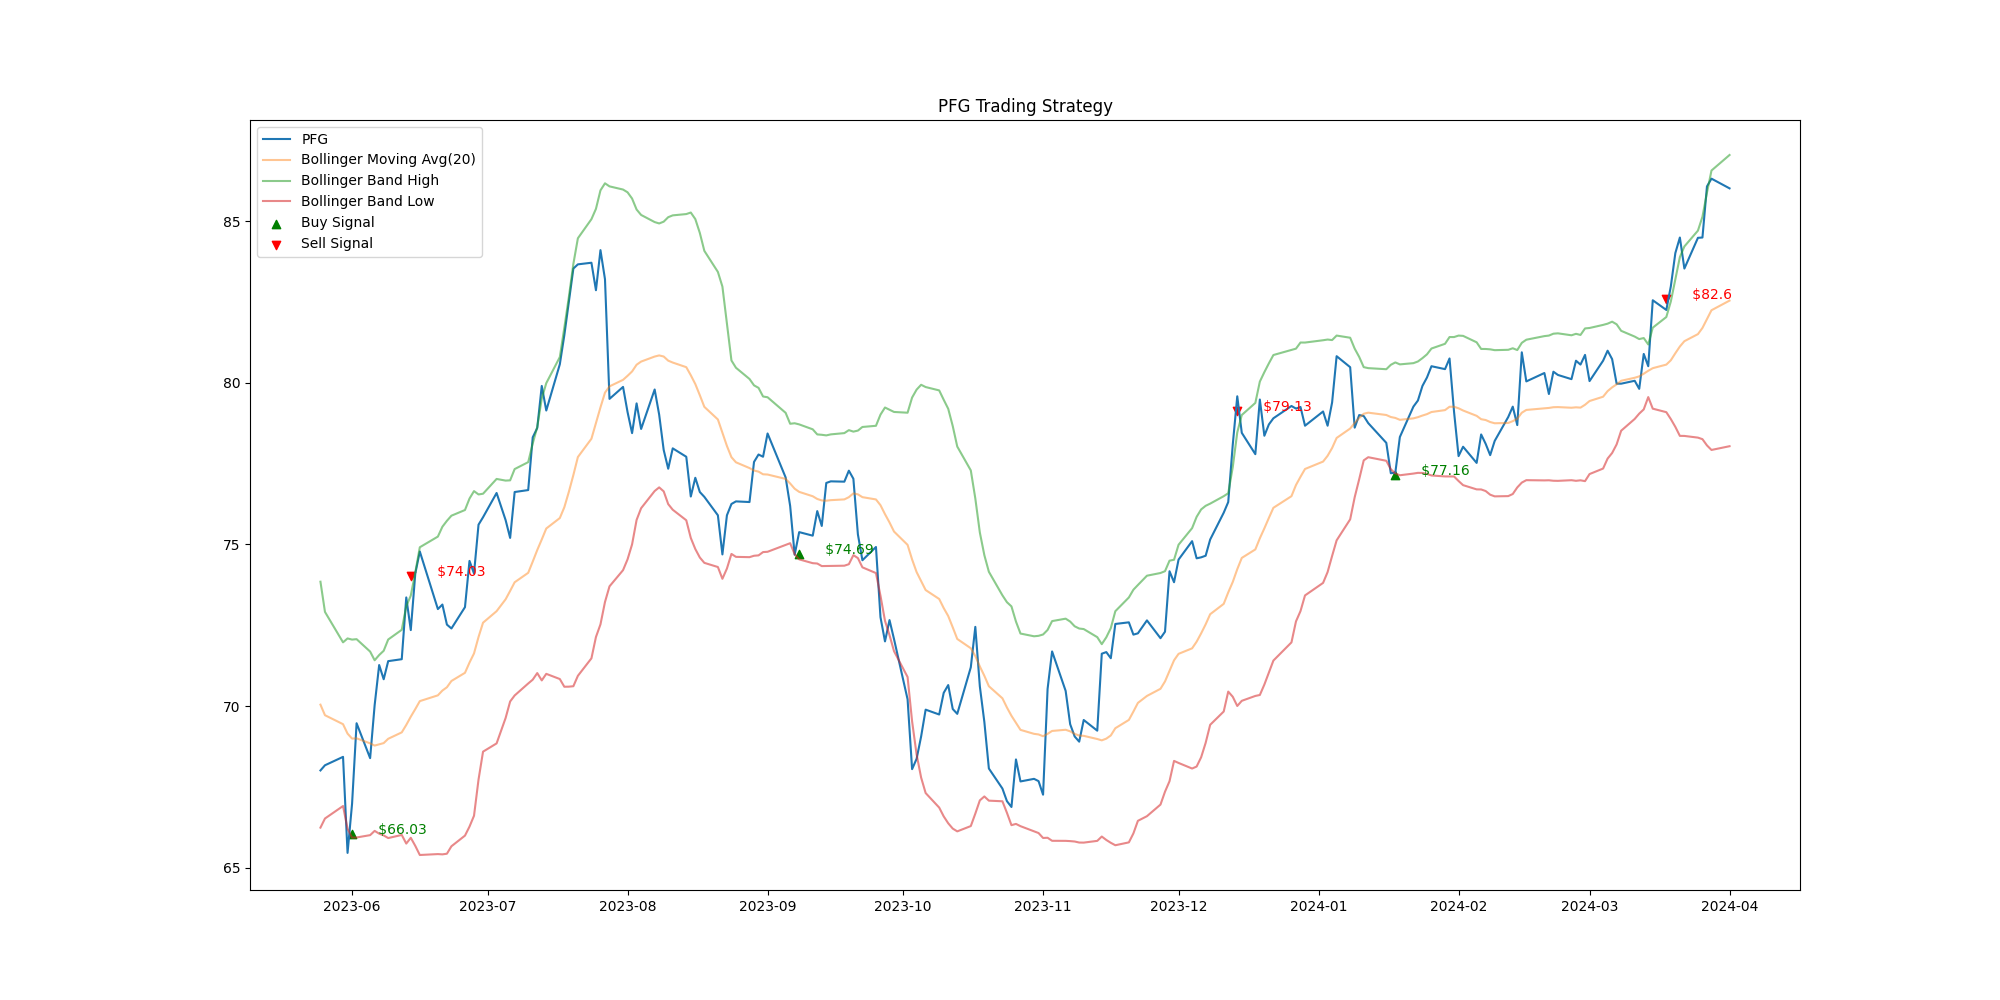 PFG Trading Strategy
PFG
Bollinger Moving Avg(20)
Bollinger Band High
Bollinger Band Low
Buy Signal
Sell Signal
85
80
75
70
65
$82.6
$79.13
$77.16
$74.69
$74.03
$66.03
2023-06 2023-07 2023-08 2023-09 2023-10 2023-11 2023-12 2024-01 2024-02 2024-03 2024-04